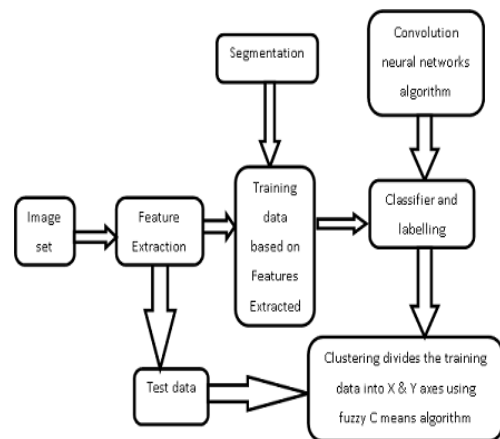 Segmentation
Convolution
neural networks
algorithm
Image
set
Feature
Extraction
Training
data
based on
Features
Extracted
Classifier and
labelling
Test data
Clustering divides the training
data into X & Y axes using
fuzzy C means algorithm